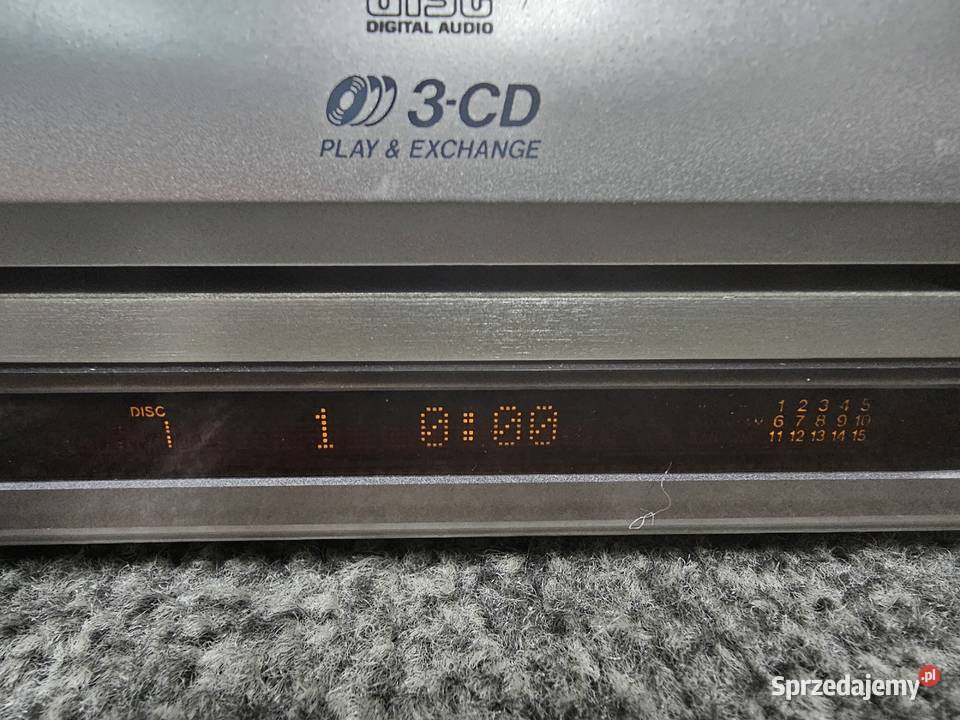 disc
DIGITAL AUDIO
3-CD
PLAY & EXCHANGE
DISC
1 1 0:00
1 2 3 4 5
6 7 8 9 10
11 12 13 14 15
Sprzedajemy.pl